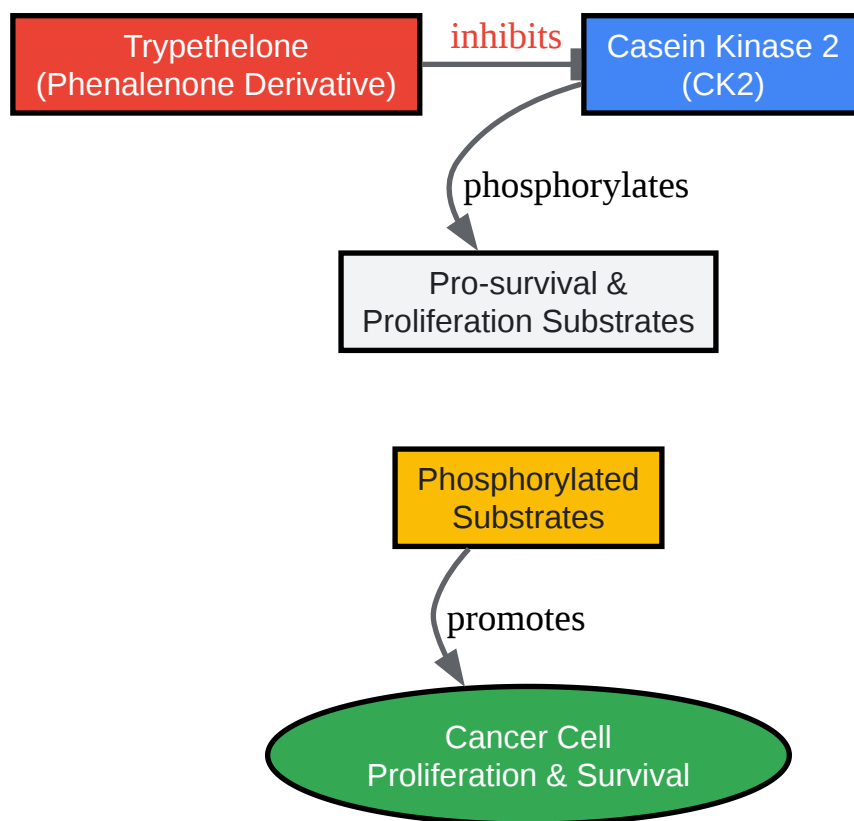 Trypethelone
(Phenalenone Derivative)
inhibits
Casein Kinase 2
(CK2)
phosphorylates
Pro-survival &
Proliferation Substrates
Phosphorylated
Substrates
promotes
Cancer Cell
Proliferation & Survival